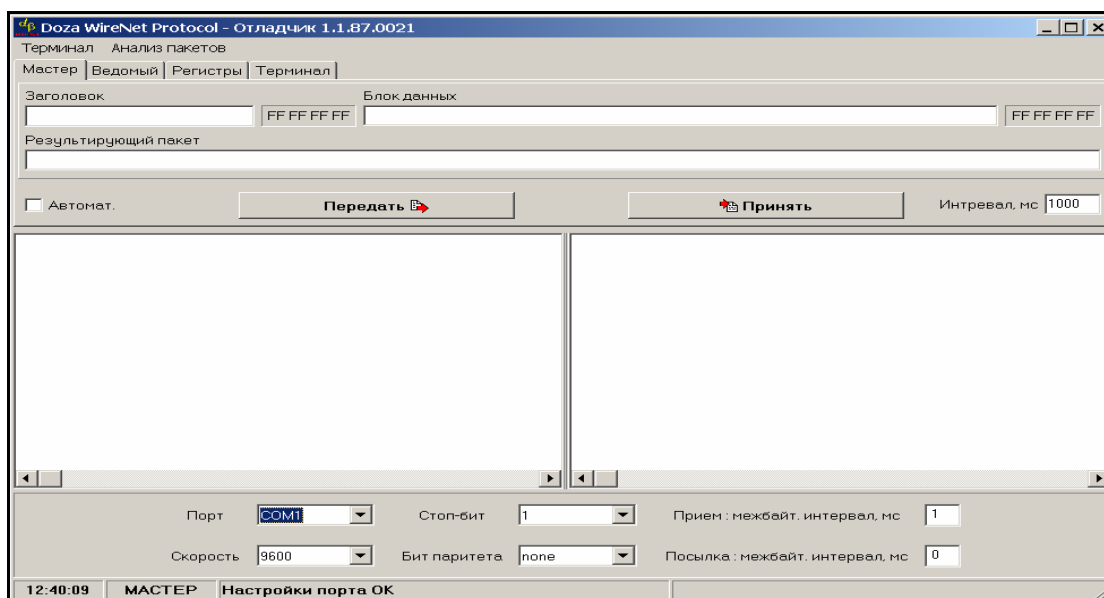 Doza WireNet Protocol - Отладчик 1.1.87.0021
Терминал Анализ пакетов
Мастер Ведомый Регистры Терминал
Заголовок Блок данных
FF FF FF FF FF FF FF FF
Результирующий пакет
Автомат. Передать Принять Интревал, мс 1000
Порт COM1 Стоп-бит 1 Прием : межбайт. интервал, мс 1
Скорость 9600 Бит паритета none Посылка : межбайт. интервал, мс 0
12:40:09 МАСТЕР Настройки порта ОК